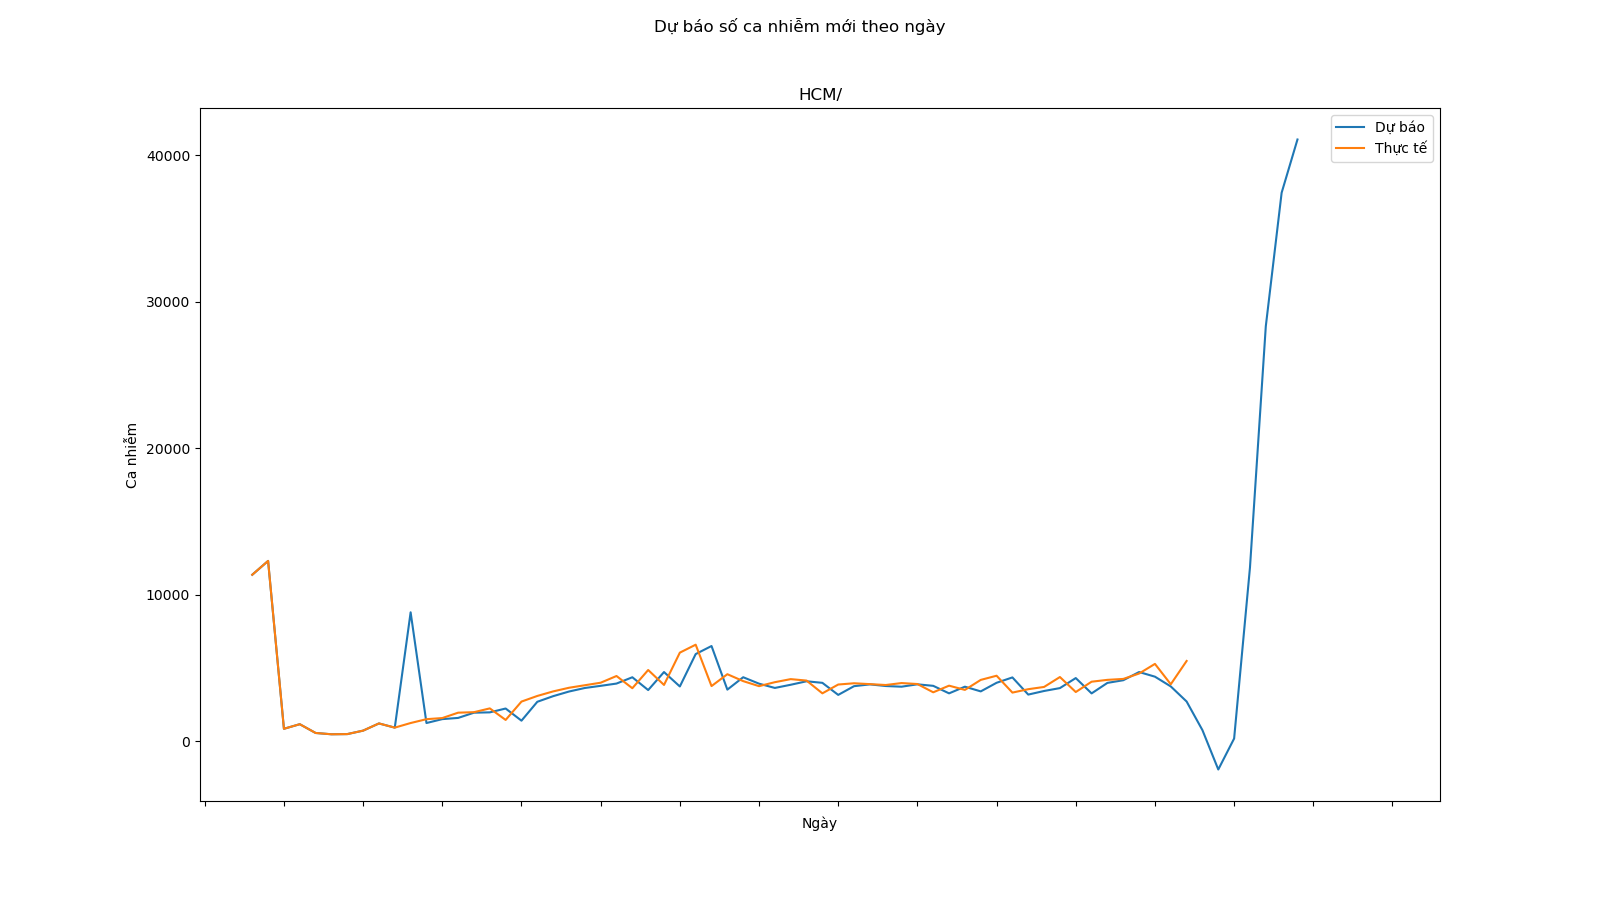 Dự báo số ca nhiễm mới theo ngày
HCM/
Dự báo
Thực tế
40000
30000
20000
10000
0
Ca nhiễm
Ngày